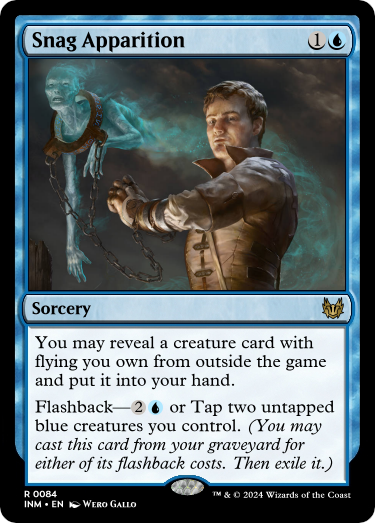 Snag Apparition 1
Sorcery
You may reveal a creature card with
flying you own from outside the game
and put it into your hand.
Flashback—2 or Tap two untapped
blue creatures you control. (You may
cast this card from your graveyard for
either of its flashback costs. Then exile it.)
R 0084
INM • EN Wero Gallo
™ & © 2024 Wizards of the Coast